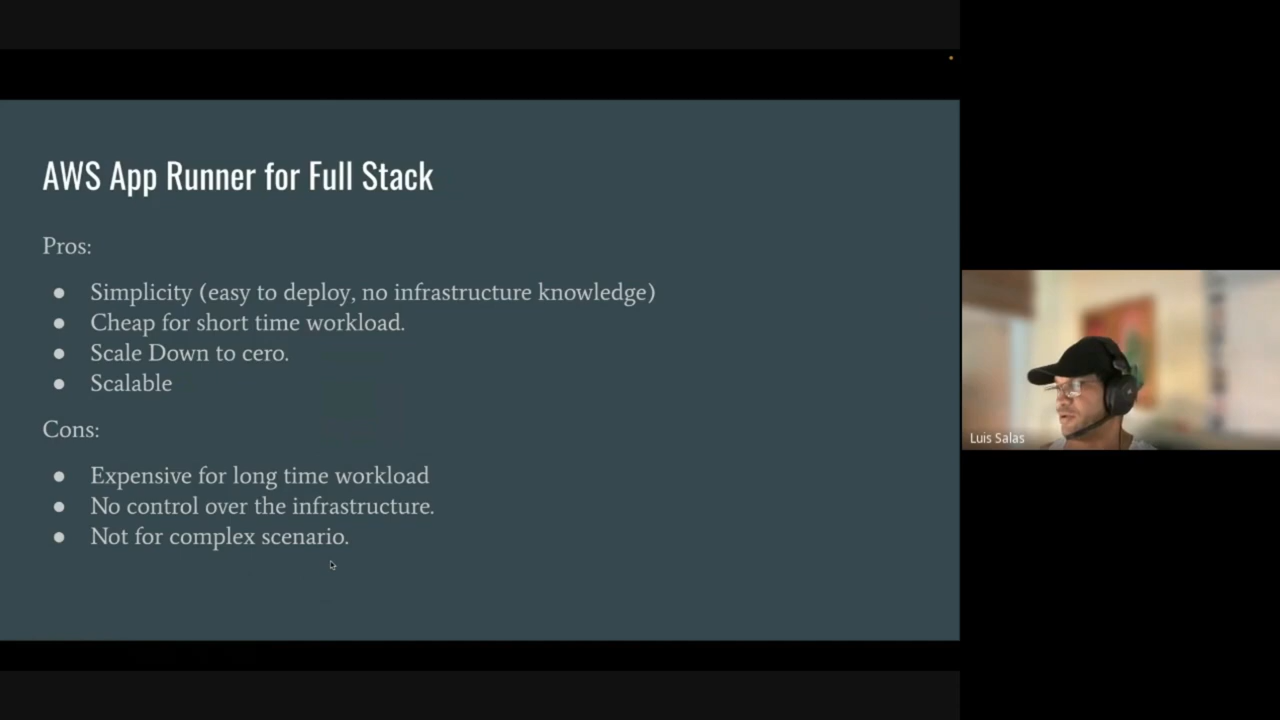 AWS App Runner for Full Stack
Pros:
● Simplicity (easy to deploy, no infrastructure knowledge)
● Cheap for short time workload.
● Scale Down to cero.
● Scalable
Cons:
● Expensive for long time workload
● No control over the infrastructure.
● Not for complex scenario.
Luis Salas